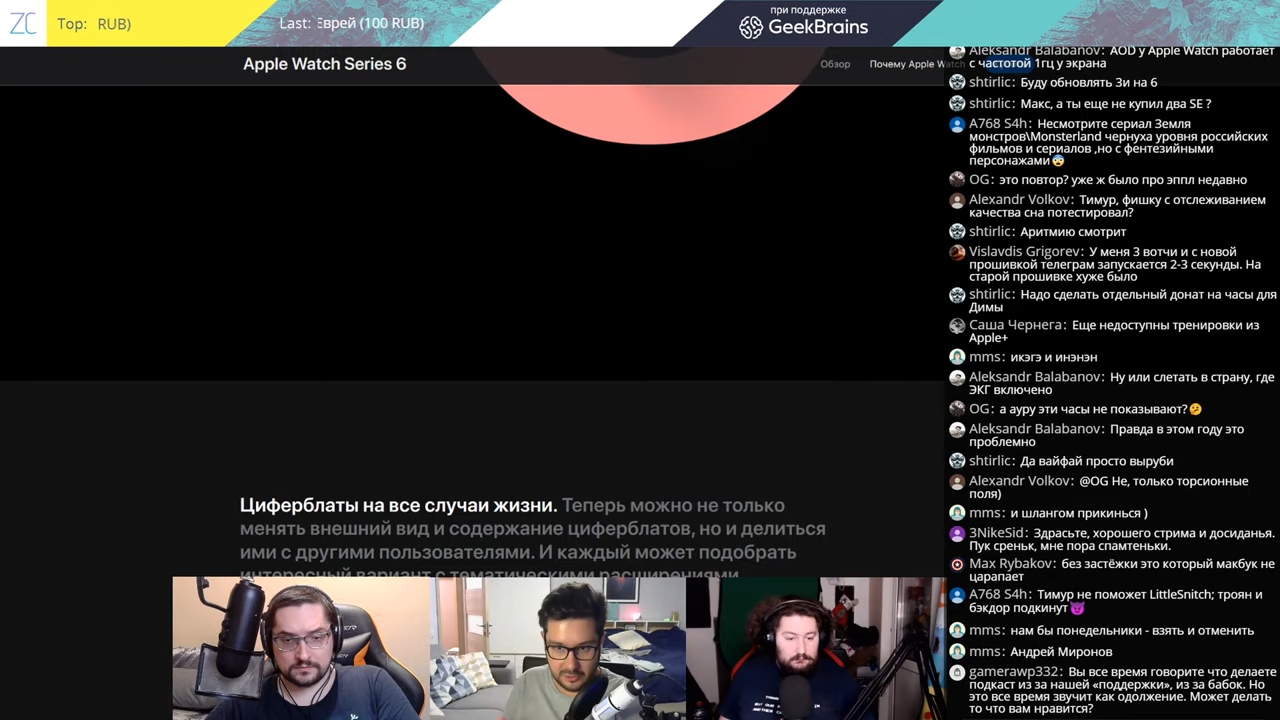 ZC
Top: RUB)
Last: Еврей (100 RUB)
при поддержке
GeekBrains
Apple Watch Series 6
Обзор
Почему Apple Watch
Циферблаты на все случаи жизни. Теперь можно не только
менять внешний вид и содержание циферблатов, но и делиться
ими с другими пользователями. И каждый может подобрать
интересный вариант с тематическими расширениями
Aleksandr Balabanov: AOD у Apple Watch работает
с частотой 1гц у экрана
shtirlic: Буду обновлять 3и на 6
shtirlic: Макс, а ты еще не купил два SE ?
A768 S4h: Несмотрите сериал Земля
монстров\Monsterland чернуха уровня российских
фильмов и сериалов ,но с фентезийными
персонажами😨
OG: это повтор? уже ж было про эппл недавно
Alexandr Volkov: Тимур, фишку с отслеживанием
качества сна потестировал?
shtirlic: Аритмию смотрит
Vislavdis Grigorev: У меня 3 вотчи и с новой
прошивкой телеграм запускается 2-3 секунды. На
старой прошивке хуже было
shtirlic: Надо сделать отдельный донат на часы для
Димы
Саша Чернега: Еще недоступны тренировки из
Apple+
mms: икэгэ и инэнэн
Aleksandr Balabanov: Ну или слетать в страну, где
ЭКГ включено
OG: а ауру эти часы не показывают?🤔
Aleksandr Balabanov: Правда в этом году это
проблемно
shtirlic: Да вайфай просто выруби
Alexandr Volkov: @OG Не, только торсионные
поля)
mms: и шлангом прикинься )
3NikeSid: Здрасьте, хорошего стрима и досиданья.
Пук среньк, мне пора спамтеньки.
Max Rybakov: без застёжки это который макбук не
царапает
A768 S4h: Тимур не поможет LittleSnitch; троян и
бэкдор подкинут😈
mms: нам бы понедельники - взять и отменить
mms: Андрей Миронов
gamerawp332: Вы все время говорите что делаете
подкаст из за нашей «поддержки», из за бабок. Но
это все время звучит как одолжение. Может делать
то что вам нравится?